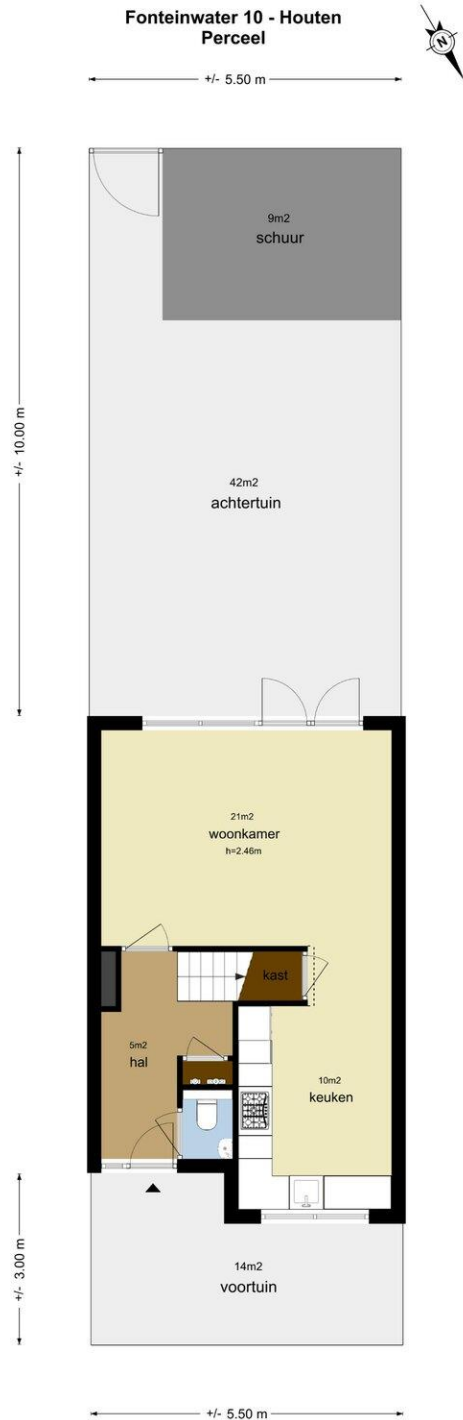 Fonteinwater 10 - Houten
Perceel
N
+/- 5.50 m
9m2
schuur
+/- 10.00 m
42m2
achtertuin
21m2
woonkamer
h=2.46m
kast
5m2
hal
10m2
keuken
+/- 3.00 m
14m2
voortuin
+/- 5.50 m